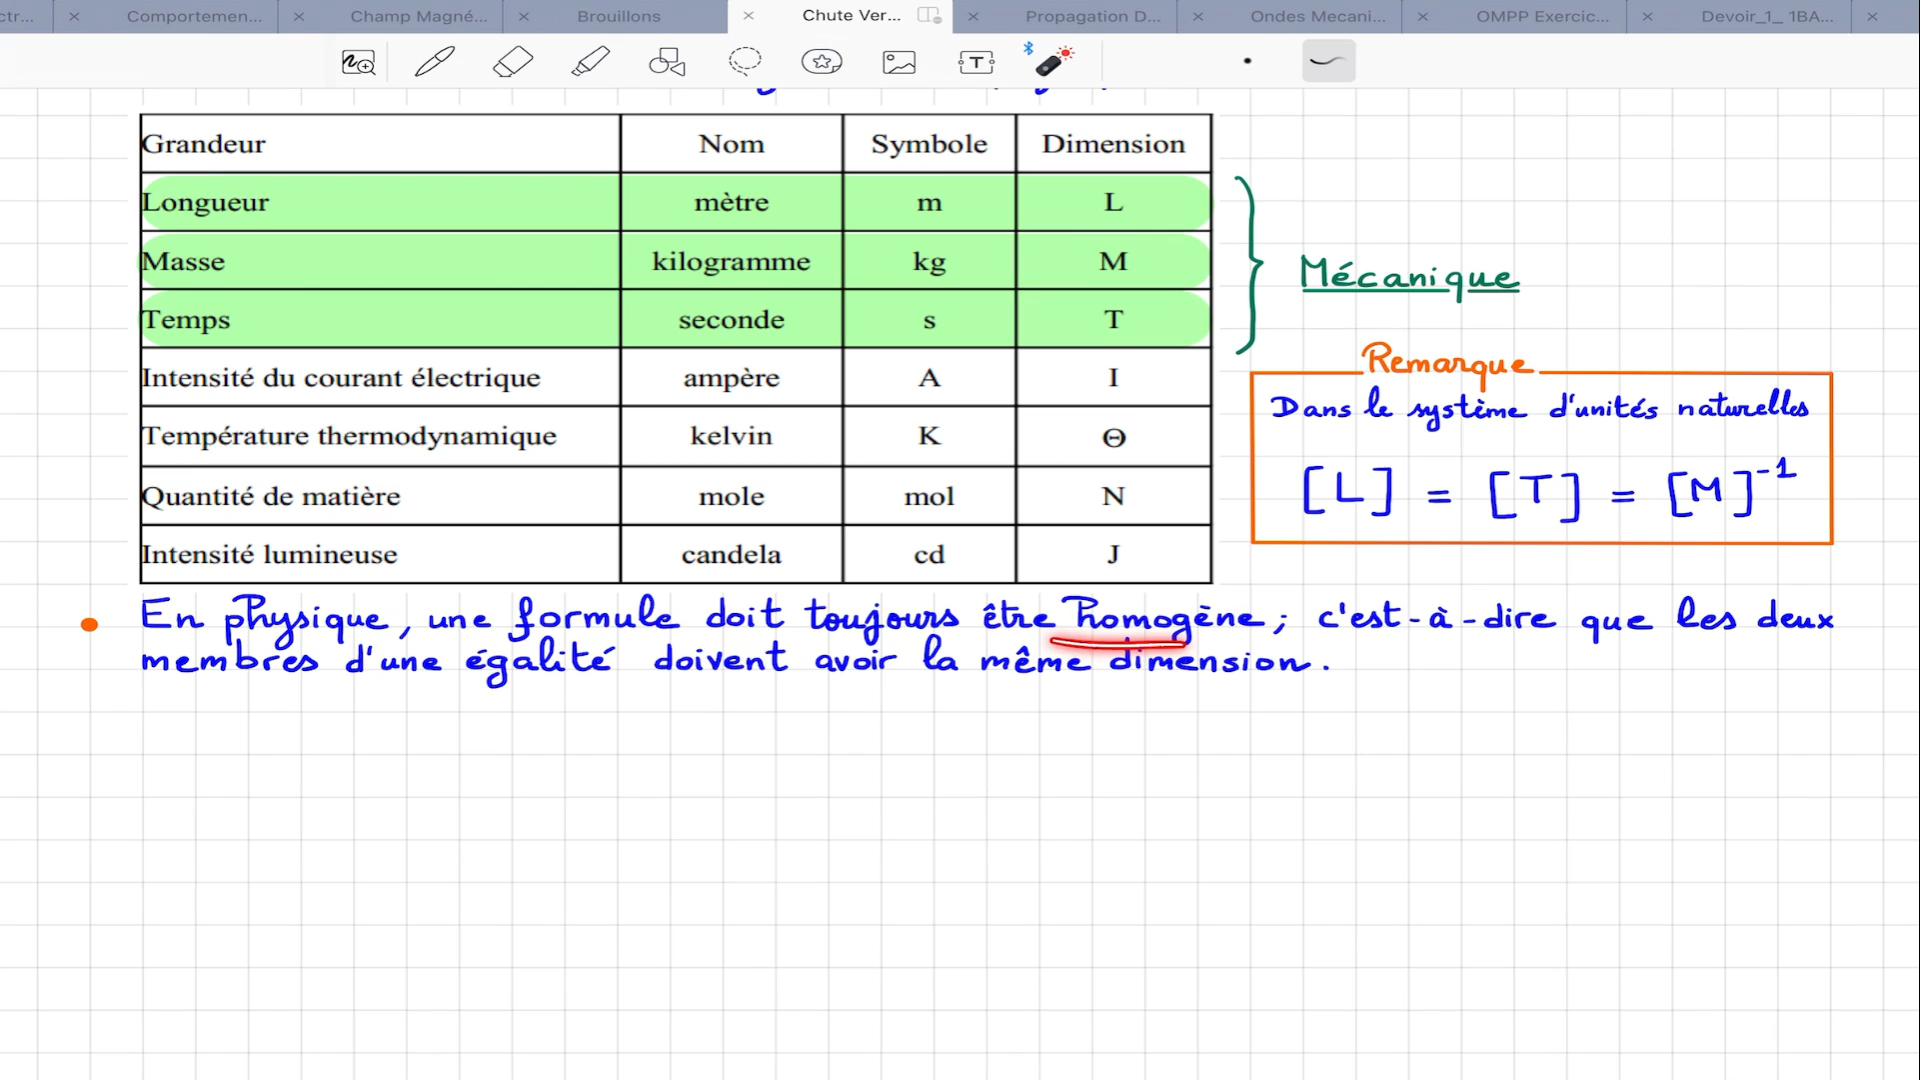 ctr... × Comportemen... × Champ Magné... × Brouillons × Chute Ver... × Propagation D... × Ondes Mecani... × OMPP Exercic... × Devoir_1_ 1BA... ×
T
Grandeur Nom Symbole Dimension
Longueur mètre m L
Masse kilogramme kg M
Temps seconde s T
Intensité du courant électrique ampère A I
Température thermodynamique kelvin K Θ
Quantité de matière mole mol N
Intensité lumineuse candela cd J
Mécanique
Remarque
Dans le système d'unités naturelles
[L] = [T] = [M]⁻¹
• En physique, une formule doit toujours être homogène ; c'est-à-dire que les deux
membres d'une égalité doivent avoir la même dimension.